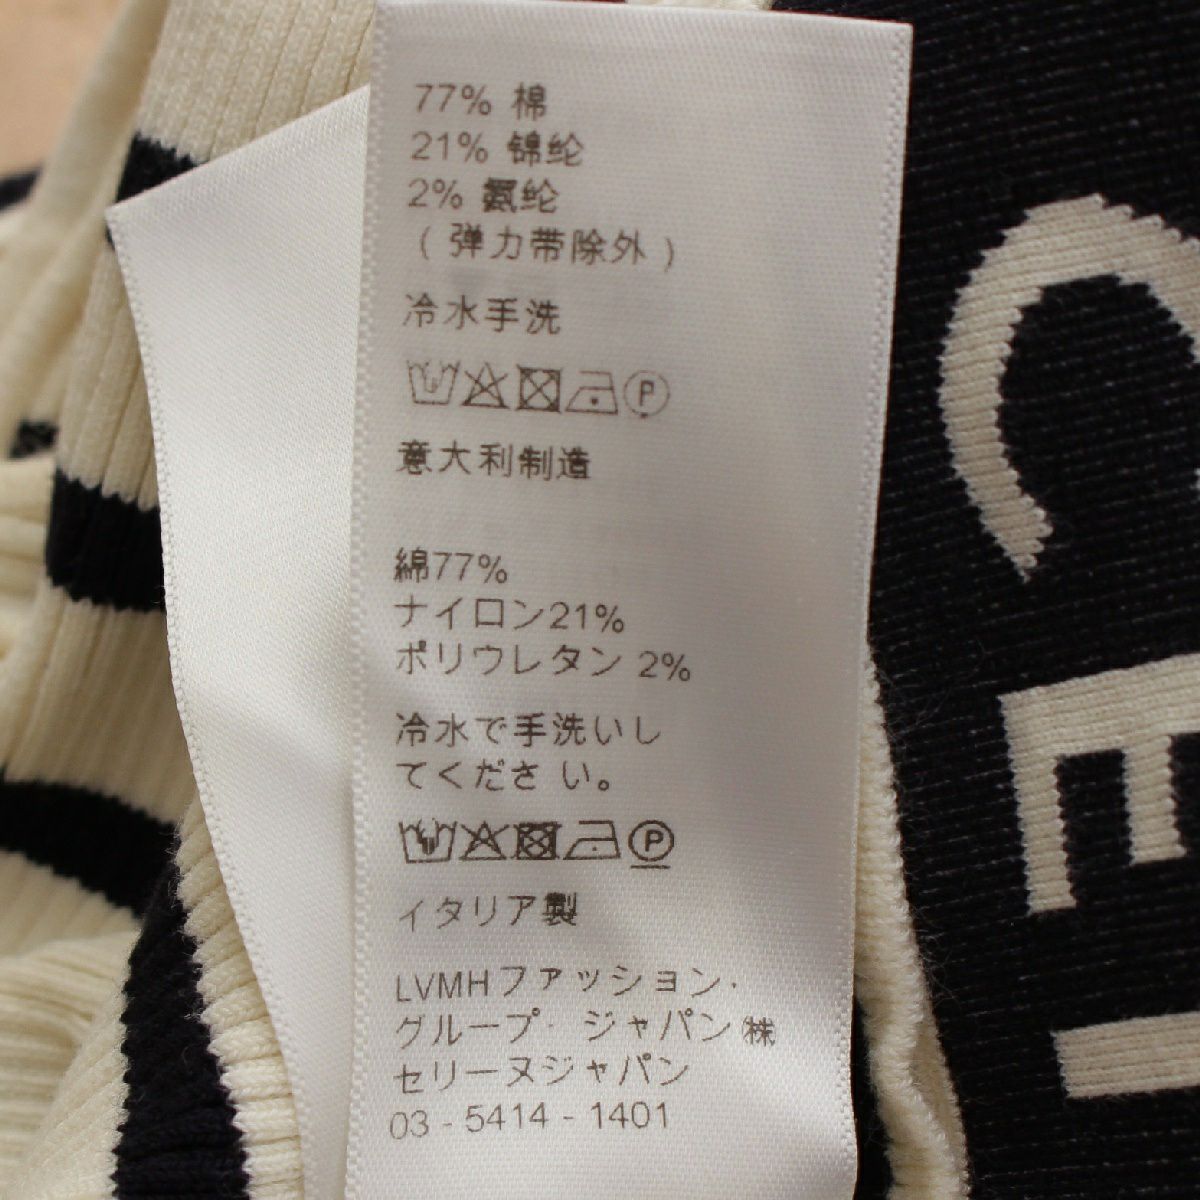 77% 棉
21% 锦纶
2% 氨纶
( 弹力带除外 )
冷水手洗
P
意大利制造
綿77%
ナイロン21%
ポリウレタン 2%
冷水で手洗いし
てくださ い。
P
イタリア製
LVMHファッション・
グループ・ジャパン㈱
セリーヌジャパン
03 - 5414 - 1401
CE